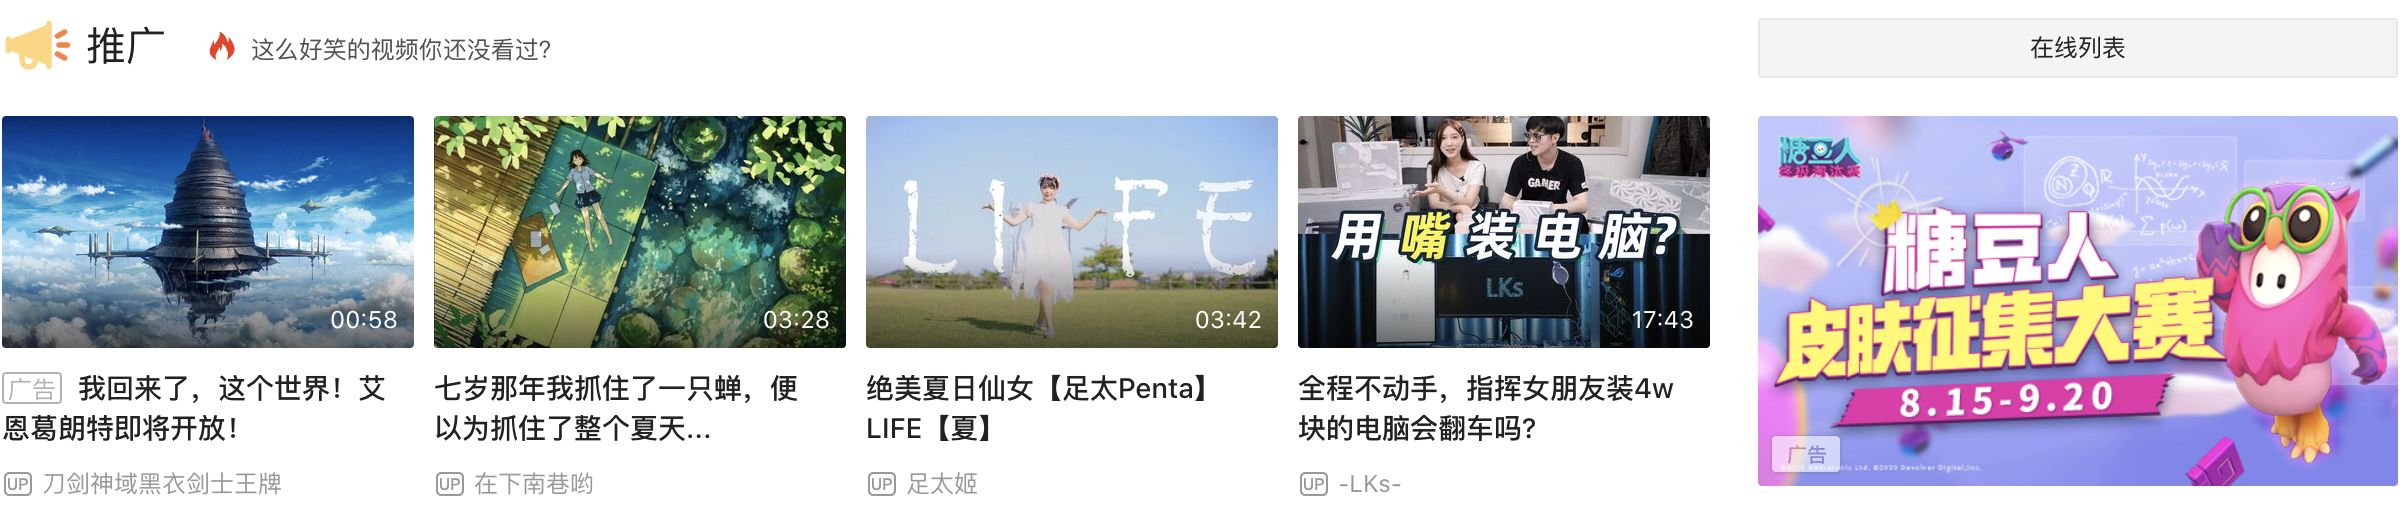 推广
这么好笑的视频你还没看过?
在线列表
00:58
广告 我回来了，这个世界！艾
恩葛朗特即将开放！
UP 刀剑神域黑衣剑士王牌
03:28
七岁那年我抓住了一只蝉，便
以为抓住了整个夏天...
UP 在下南巷哟
LIFE
03:42
绝美夏日仙女【足太Penta】
LIFE【夏】
UP 足太姬
GAMER
用嘴装电脑?
LKs
17:43
全程不动手，指挥女朋友装4w
块的电脑会翻车吗?
UP -LKs-
糖豆人
终极淘汰赛
糖豆人
皮肤征集大赛
8.15-9.20
广告